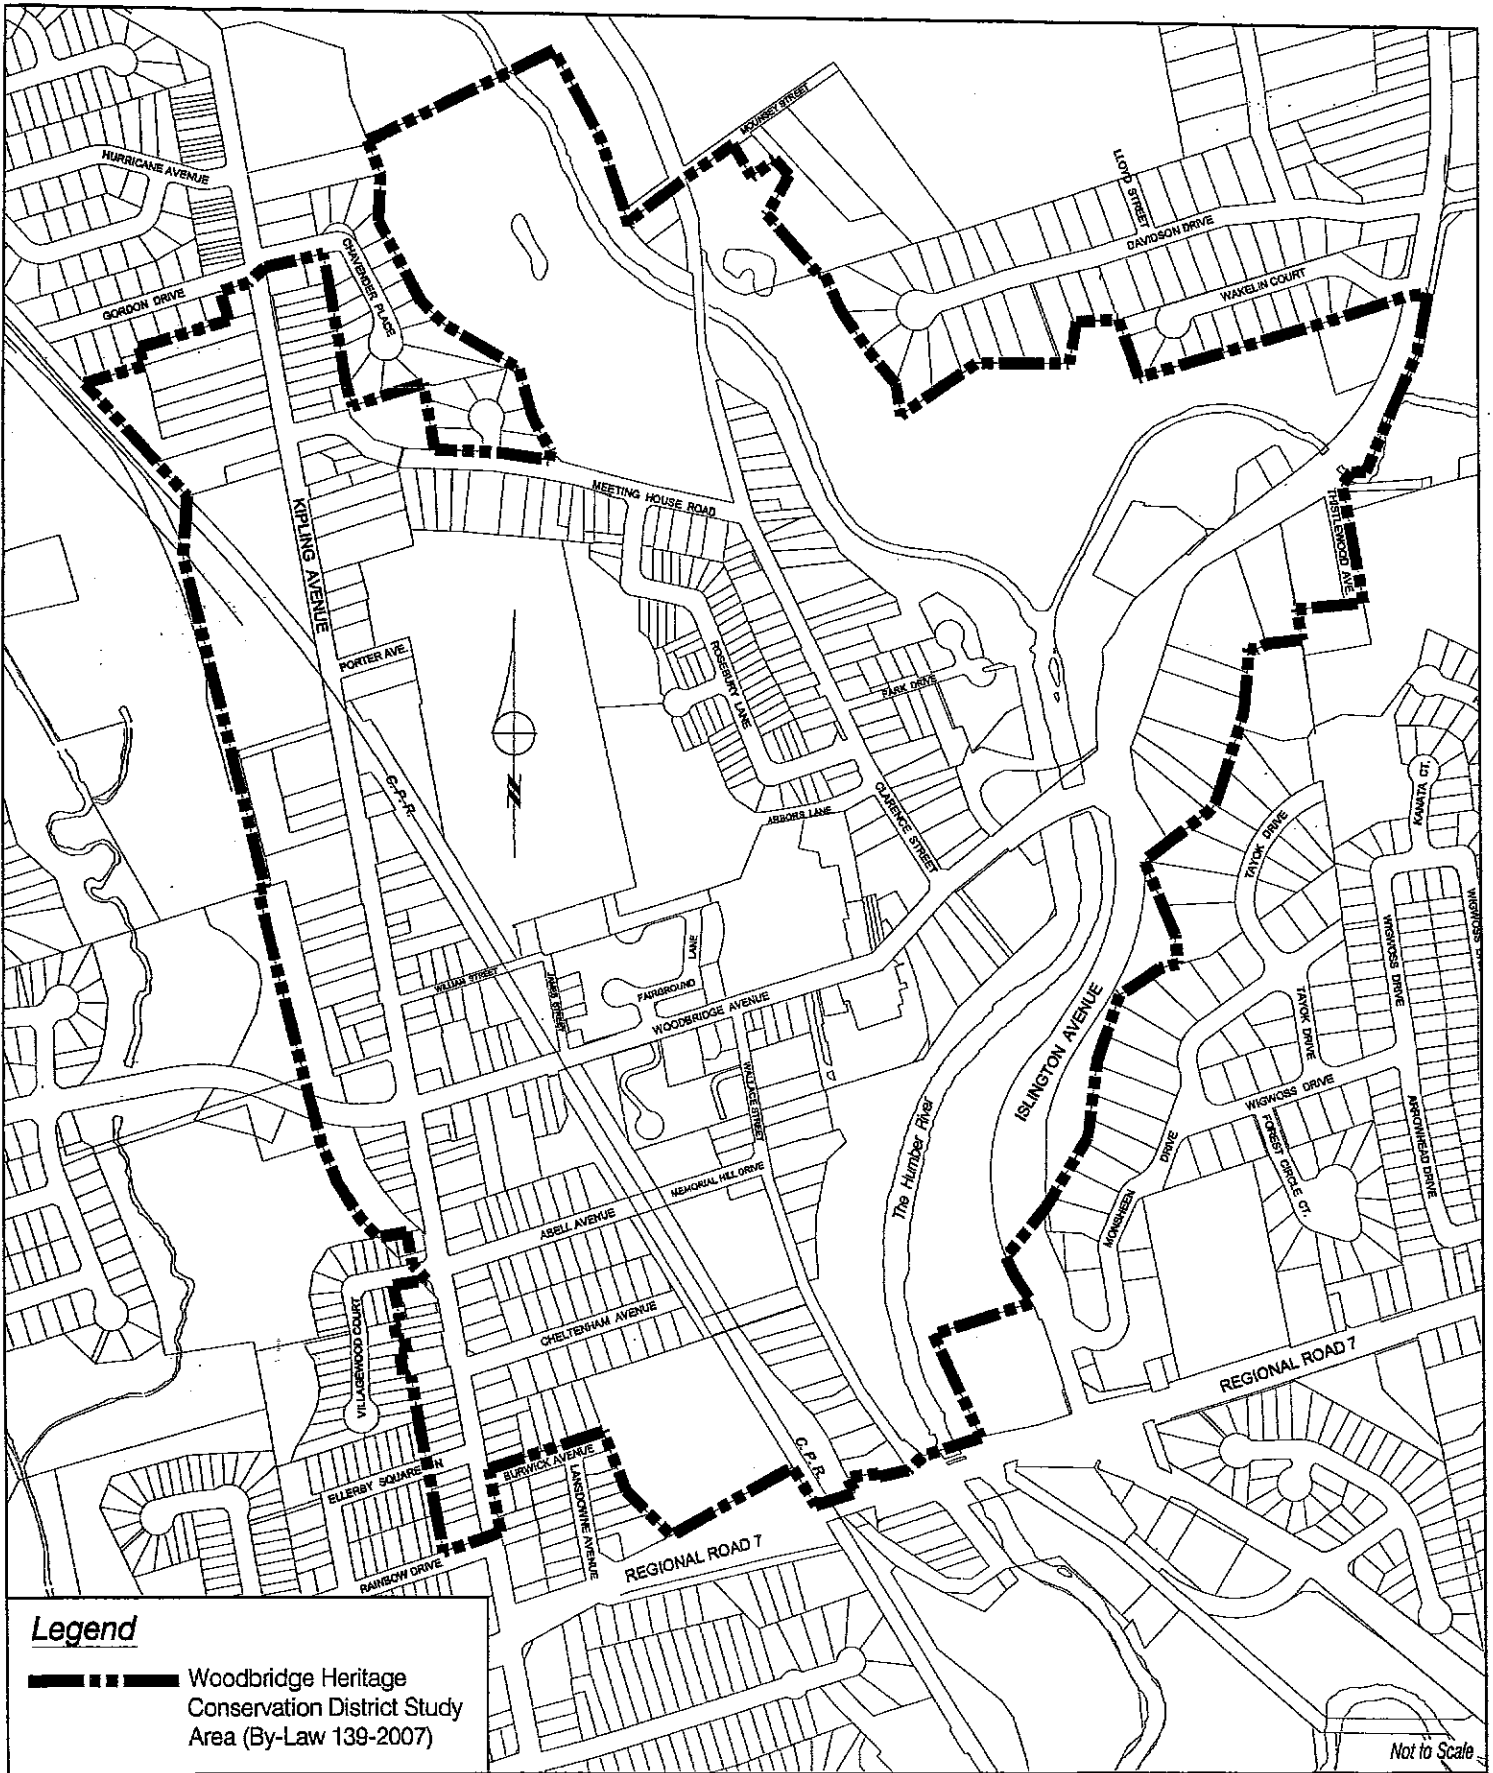 MOUNSEY STREET
HURRICANE AVENUE
LLOYD STREET
DAVIDSON DRIVE
CHAVENDER PLACE
GORDON DRIVE
WAKELIN COURT
MEETING HOUSE ROAD
KIPLING AVENUE
THISTLEWOOD AVE.
PORTER AVE.
ROSEBURY LANE
PARK DRIVE
N
C.P.R.
ARBORS LANE
CLARENCE STREET
KANATA CT.
TAYOK DRIVE
WIGWOSS DRIVE
WIGWOSS
WILLIAM STREET
JAMES STREET
FAIRGROUND
LANE
WOODBRIDGE AVENUE
ISLINGTON AVENUE
TAYOK DRIVE
WALLACE STREET
WIGWOSS DRIVE
FOREST CIRCLE CT.
ARROWHEAD DRIVE
The Humber River
MONSHEEN
DRIVE
MEMORIAL HILL DRIVE
ABELL AVENUE
CHELTENHAM AVENUE
VILLAGEWOOD COURT
REGIONAL ROAD 7
BURWICK AVENUE
ELLERBY SQUARE N
LANSDOWNE AVENUE
C.P.R.
RAINBOW DRIVE
REGIONAL ROAD 7
Legend
Woodbridge Heritage
Conservation District Study
Area (By-Law 139-2007)
Not to Scale